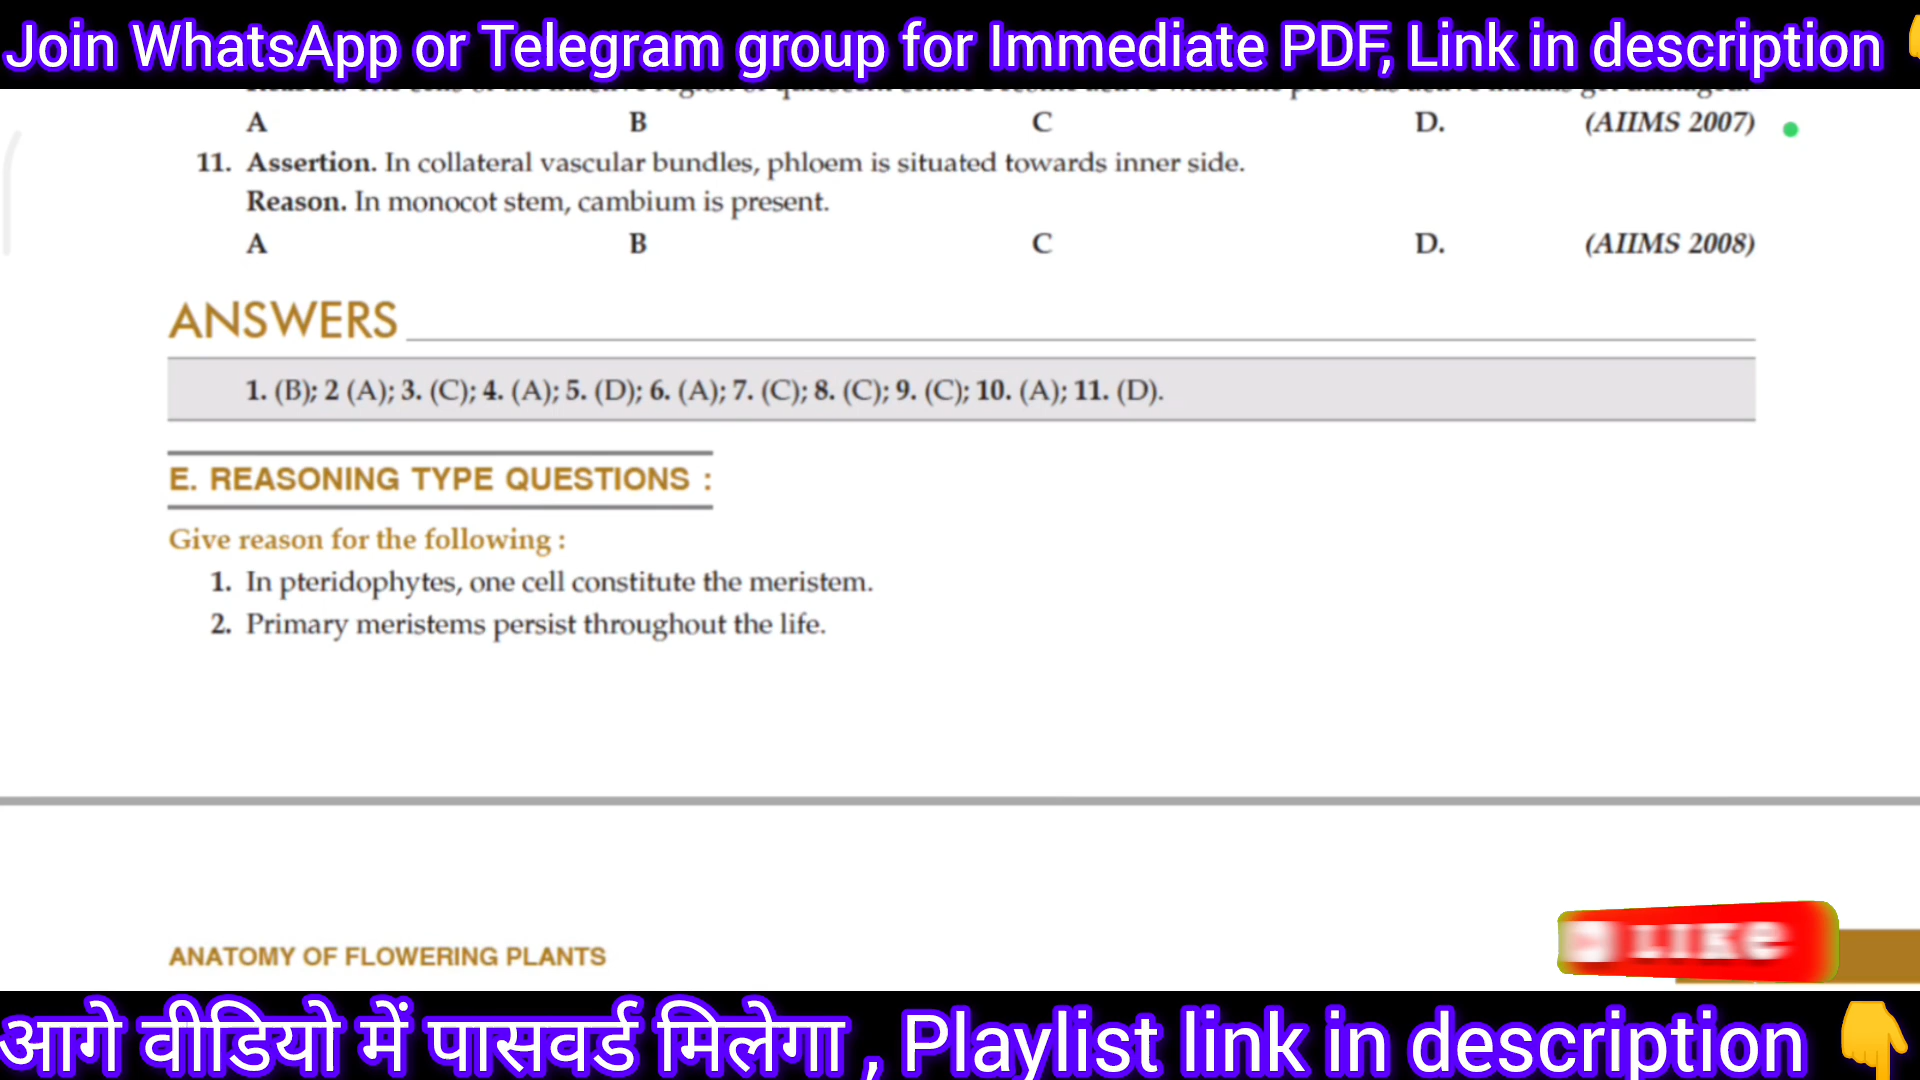 Join WhatsApp or Telegram group for Immediate PDF, Link in description
A B C D. (AIIMS 2007)
11. Assertion. In collateral vascular bundles, phloem is situated towards inner side.
Reason. In monocot stem, cambium is present.
A B C D. (AIIMS 2008)
ANSWERS
1. (B); 2 (A); 3. (C); 4. (A); 5. (D); 6. (A); 7. (C); 8. (C); 9. (C); 10. (A); 11. (D).
E. REASONING TYPE QUESTIONS :
Give reason for the following :
1. In pteridophytes, one cell constitute the meristem.
2. Primary meristems persist throughout the life.
LIKE
ANATOMY OF FLOWERING PLANTS
आगे वीडियो में पासवर्ड मिलेगा , Playlist link in description